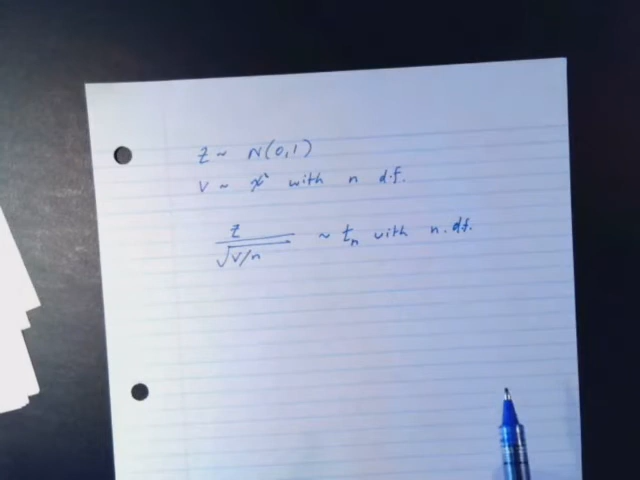 Z ~ N(0,1)
V ~ χ² with n d.f.
Z / √(V/n) ~ tₙ with n.d.f.